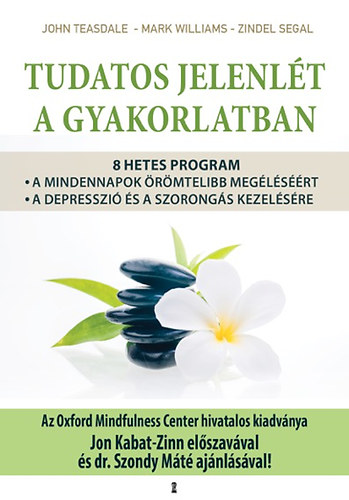 JOHN TEASDALE - MARK WILLIAMS - ZINDEL SEGAL
TUDATOS JELENLÉT
A GYAKORLATBAN
8 HETES PROGRAM
• A MINDENNAPOK ÖRÖMTELIBB MEGÉLÉSÉÉRT
• A DEPRESSZIÓ ÉS A SZORONGÁS KEZELÉSÉRE
Az Oxford Mindfulness Center hivatalos kiadványa
Jon Kabat-Zinn előszavával
és dr. Szondy Máté ajánlásával!